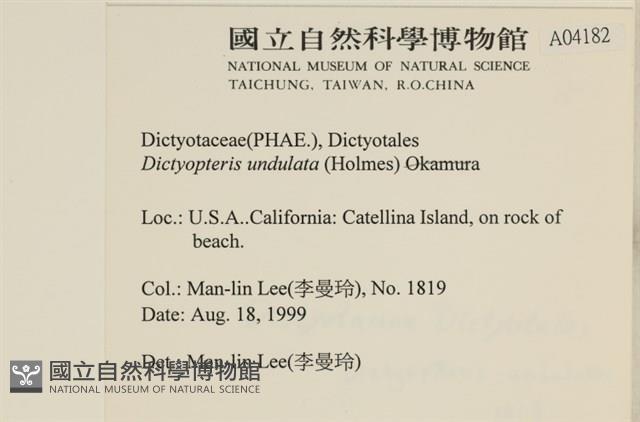 國立自然科學博物館
A04182
NATIONAL MUSEUM OF NATURAL SCIENCE
TAICHUNG, TAIWAN, R.O.CHINA
Dictyotaceae(PHAE.), Dictyotales
Dictyopteris undulata (Holmes) Okamura
Loc.: U.S.A..California: Catellina Island, on rock of
beach.
Col.: Man-lin Lee(李曼玲), No. 1819
Date: Aug. 18, 1999
Det.: Man-lin Lee(李曼玲)
國立自然科學博物館
NATIONAL MUSEUM OF NATURAL SCIENCE